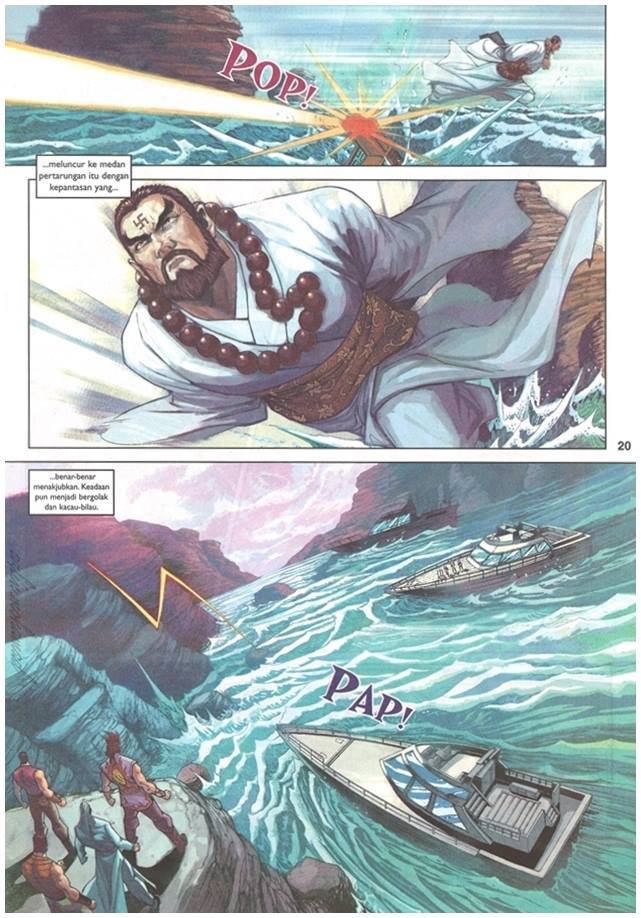 POP!
...meluncur ke medan
pertarungan itu dengan
kepantasan yang...
20
...benar-benar
menakjubkan. Keadaan
pun menjadi bergolak
dan kacau-bilau.
PAP!